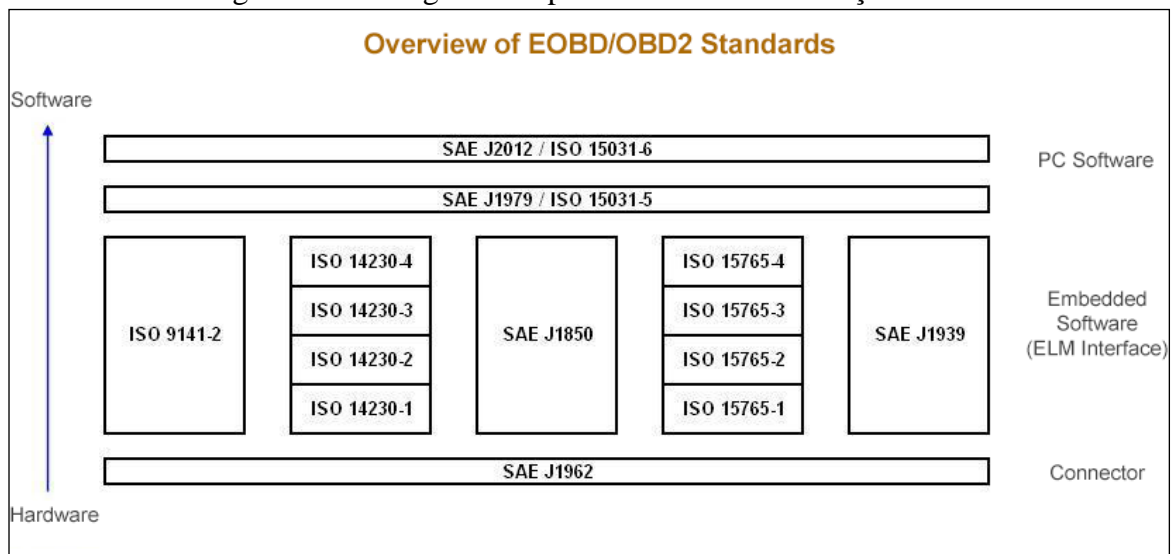 Overview of EOBD/OBD2 Standards
Software
SAE J2012 / ISO 15031-6
PC Software
SAE J1979 / ISO 15031-5
ISO 9141-2
ISO 14230-4
ISO 14230-3
ISO 14230-2
ISO 14230-1
SAE J1850
ISO 15765-4
ISO 15765-3
ISO 15765-2
ISO 15765-1
SAE J1939
Embedded
Software
(ELM Interface)
SAE J1962
Connector
Hardware